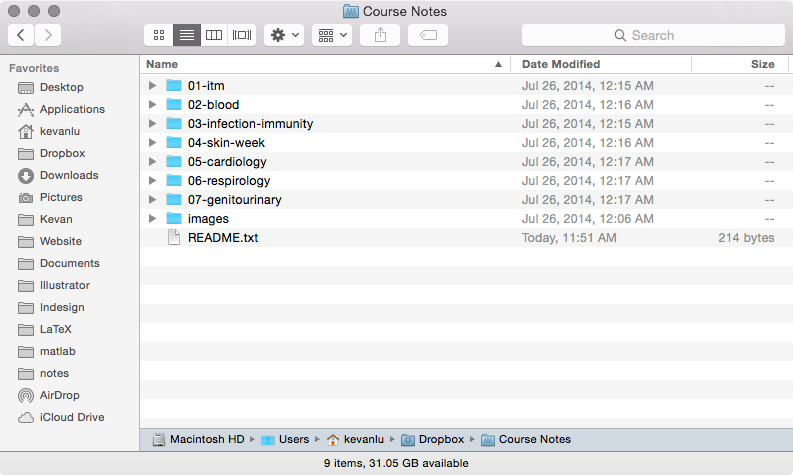 Course Notes
Search
Favorites
Desktop
Applications
kevanlu
Dropbox
Downloads
Pictures
Kevan
Website
Documents
Illustrator
Indesign
LaTeX
matlab
notes
AirDrop
iCloud Drive
Name Date Modified Size
01-itm Jul 26, 2014, 12:15 AM --
02-blood Jul 26, 2014, 12:16 AM --
03-infection-immunity Jul 26, 2014, 12:15 AM --
04-skin-week Jul 26, 2014, 12:16 AM --
05-cardiology Jul 26, 2014, 12:17 AM --
06-respirology Jul 26, 2014, 12:17 AM --
07-genitourinary Jul 26, 2014, 12:17 AM --
images Jul 26, 2014, 12:06 AM --
README.txt Today, 11:51 AM 214 bytes
Macintosh HD Users kevanlu Dropbox Course Notes
9 items, 31.05 GB available